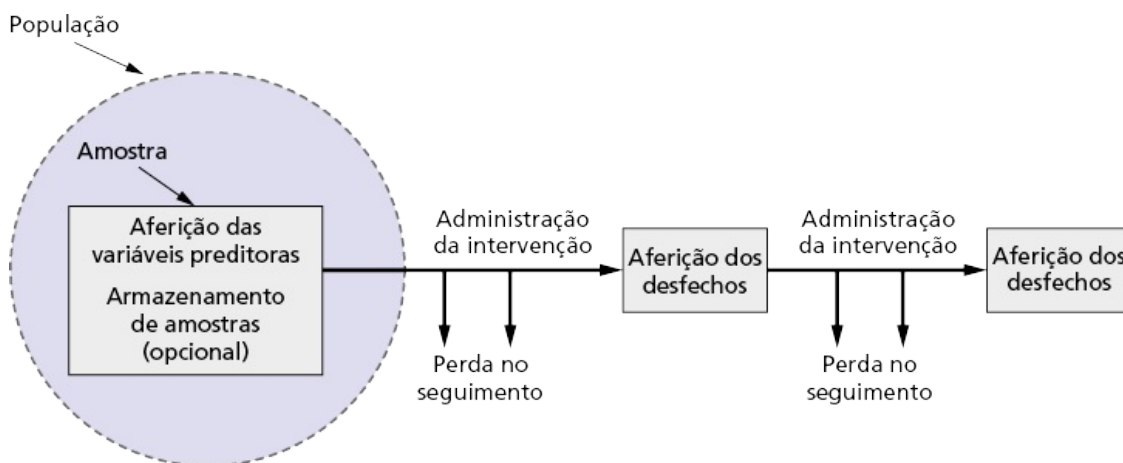 População
Amostra
Aferição das
variáveis preditoras
Armazenamento
de amostras
(opcional)
Administração
da intervenção
Perda no
seguimento
Aferição dos
desfechos
Administração
da intervenção
Perda no
seguimento
Aferição dos
desfechos